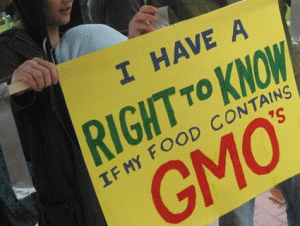 I HAVE A
RIGHT TO KNOW
IF MY FOOD CONTAINS
GMO'S